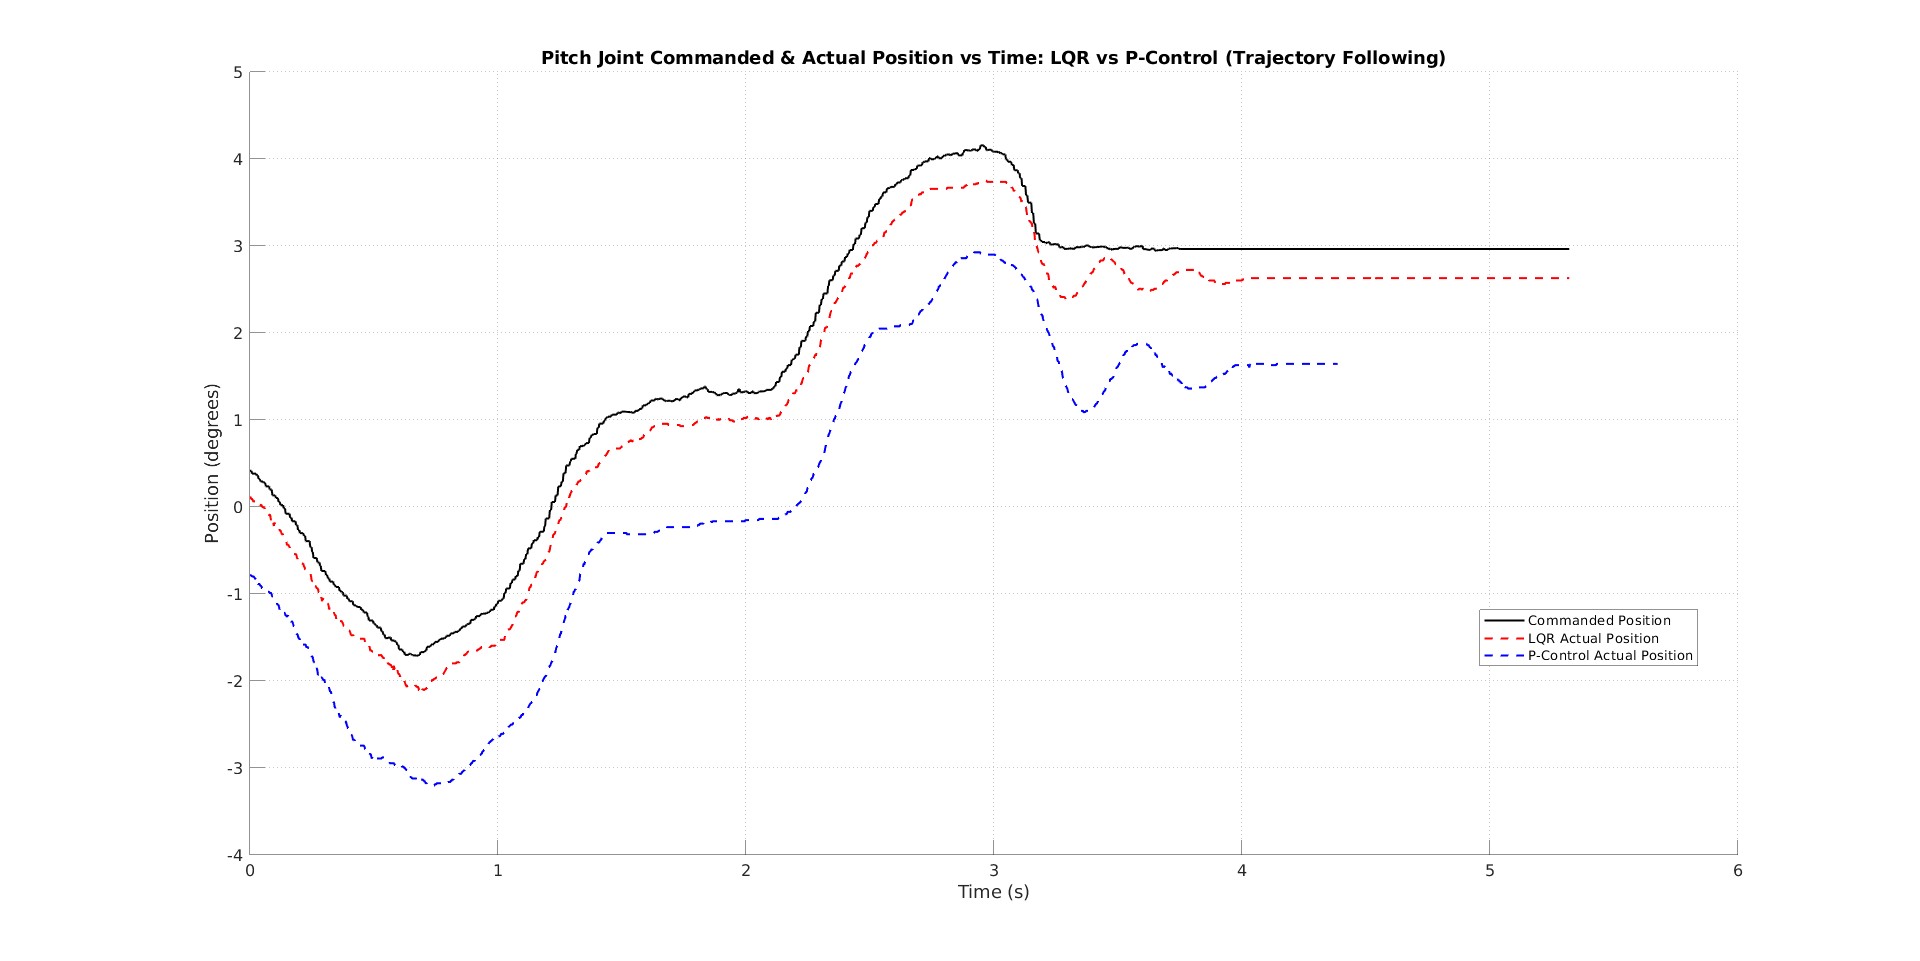 Pitch Joint Commanded & Actual Position vs Time: LQR vs P-Control (Trajectory Following)
5
4
3
2
1
0
-1
-2
-3
-4
Position (degrees)
0 1 2 3 4 5 6
Time (s)
Commanded Position
LQR Actual Position
P-Control Actual Position